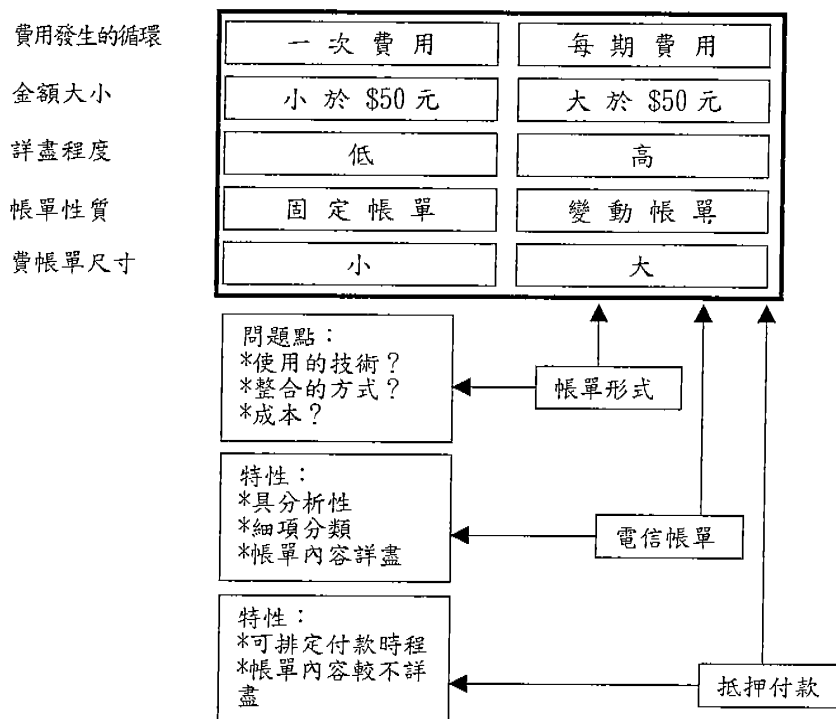 費用發生的循環
一次費用
每期費用
金額大小
小於 $50 元
大於 $50 元
詳盡程度
低
高
帳單性質
固定帳單
變動帳單
費帳單尺寸
小
大
問題點：
*使用的技術？
*整合的方式？
*成本？
帳單形式
特性：
*具分析性
*細項分類
*帳單內容詳盡
電信帳單
特性：
*可排定付款時程
*帳單內容較不詳
盡
抵押付款